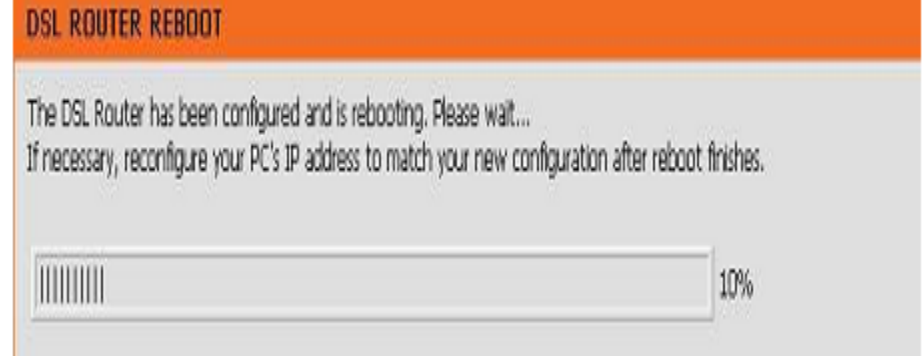 DSL ROUTER REBOOT
The DSL Router has been configured and is rebooting. Please wait...
If necessary, reconfigure your PC's IP address to match your new configuration after reboot finishes.
10%